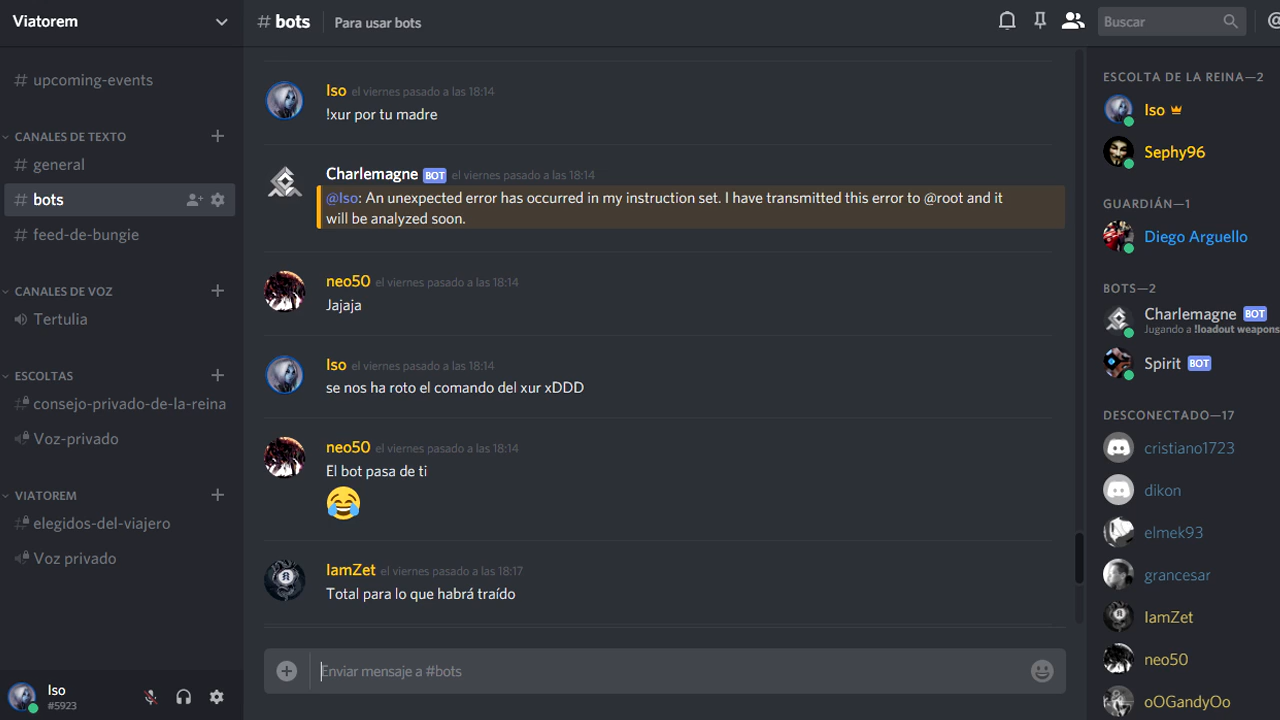 Viatorem
# upcoming-events
CANALES DE TEXTO
# general
# bots
# feed-de-bungie
CANALES DE VOZ
Tertulia
ESCOLTAS
consejo-privado-de-la-reina
Voz-privado
VIATOREM
elegidos-del-viajero
Voz privado
Iso
#5923
# bots
Para usar bots
Buscar
Iso el viernes pasado a las 18:14
!xur por tu madre
Charlemagne BOT el viernes pasado a las 18:14
@Iso: An unexpected error has occurred in my instruction set. I have transmitted this error to @root and it
will be analyzed soon.
neo50 el viernes pasado a las 18:14
Jajaja
Iso el viernes pasado a las 18:14
se nos ha roto el comando del xur xDDD
neo50 el viernes pasado a las 18:14
El bot pasa de ti
IamZet el viernes pasado a las 18:17
Total para lo que habrá traído
Enviar mensaje a #bots
ESCOLTA DE LA REINA—2
Iso
Sephy96
GUARDIÁN—1
Diego Arguello
BOTS—2
Charlemagne BOT
Jugando a !loadout weapons
Spirit BOT
DESCONECTADO—17
cristiano1723
dikon
elmek93
grancesar
IamZet
neo50
oOGandyOo